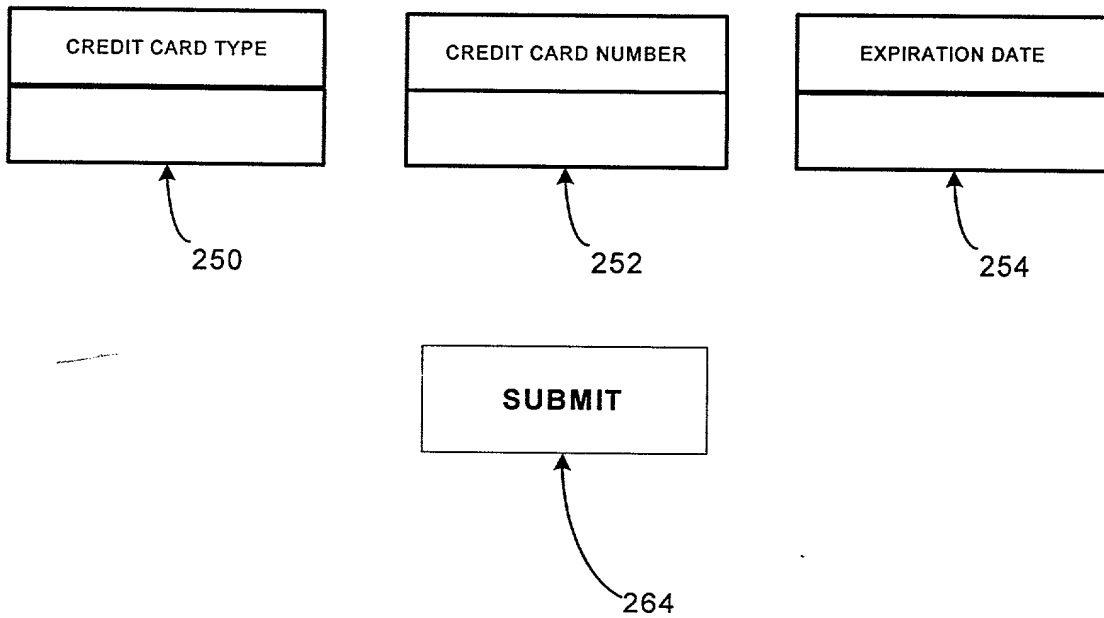 CREDIT CARD TYPE
CREDIT CARD NUMBER
EXPIRATION DATE
250
252
254
SUBMIT
264